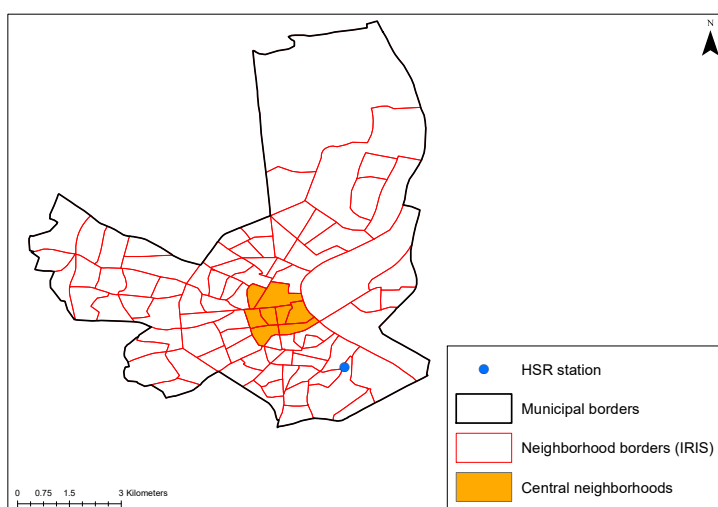 N
HSR station
Municipal borders
Neighborhood borders (IRIS)
Central neighborhoods
0 0.75 1.5 3 Kilometers